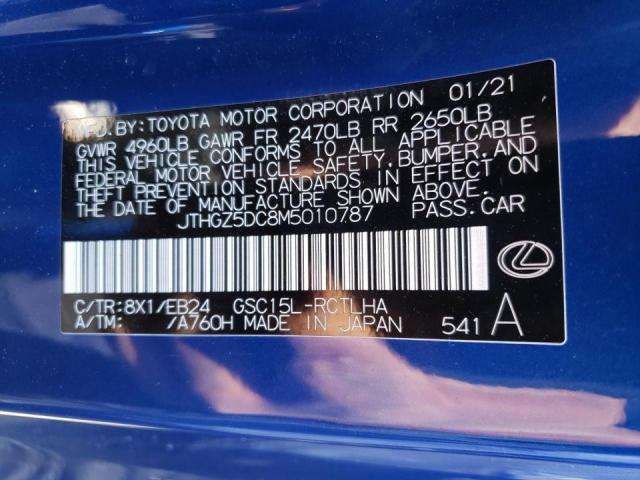 MFD. BY: TOYOTA MOTOR CORPORATION 01/21
GVWR 4960LB GAWR FR 2470LB RR 2650LB
THIS VEHICLE CONFORMS TO ALL APPLICABLE
FEDERAL MOTOR VEHICLE SAFETY, BUMPER, AND
THEFT PREVENTION STANDARDS IN EFFECT ON
THE DATE OF MANUFACTURE SHOWN ABOVE.
JTHGZ5DC8M5010787 PASS. CAR
C/TR: 8X1/EB24 GSC15L-RCTLHA
A/TM: /A760H MADE IN JAPAN 541 A